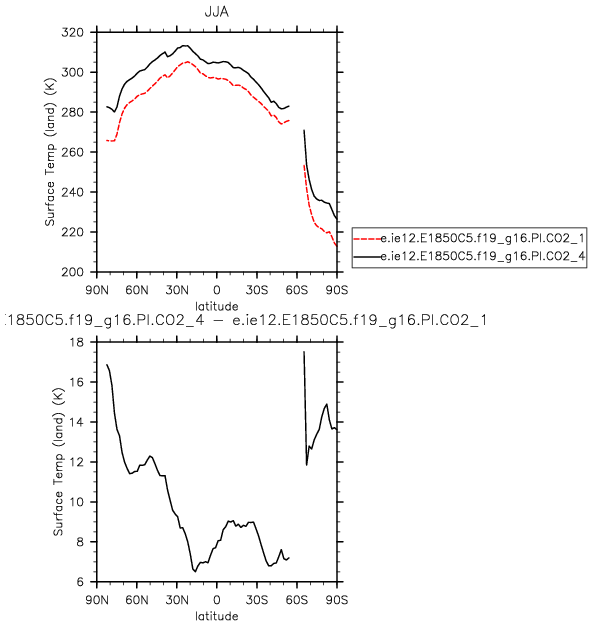 JJA
320
300
280
260
240
220
200
Surface Temp (land) (K)
90N 60N 30N 0 30S 60S 90S
latitude
e.ie12.E1850C5.f19_g16.PI.CO2_1
e.ie12.E1850C5.f19_g16.PI.CO2_4
.1850C5.f19_g16.PI.CO2_4 – e.ie12.E1850C5.f19_g16.PI.CO2_1
18
16
14
12
10
8
6
Surface Temp (land) (K)
90N 60N 30N 0 30S 60S 90S
latitude